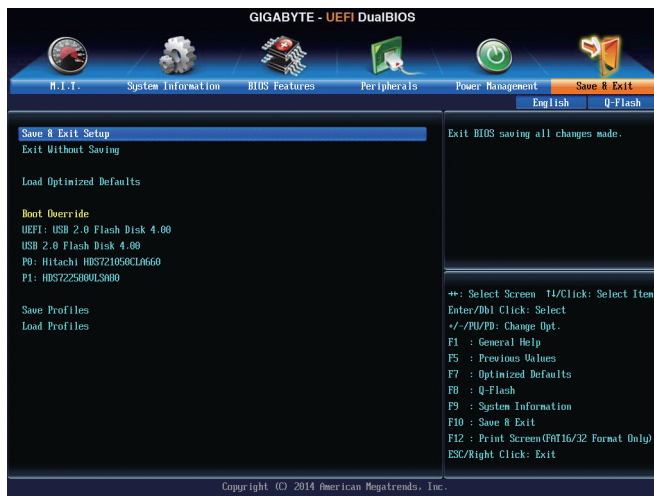 GIGABYTE - UEFI DualBIOS
M.I.T. System Information BIOS Features Peripherals Power Management Save & Exit
English Q-Flash
Save & Exit Setup
Exit Without Saving
Load Optimized Defaults
Boot Override
UEFI: USB 2.0 Flash Disk 4.00
USB 2.0 Flash Disk 4.00
P0: Hitachi HDS721050CLA660
P1: HDS722580VLSA80
Save Profiles
Load Profiles
Exit BIOS saving all changes made.
→←: Select Screen ↑↓/Click: Select Item
Enter/Dbl Click: Select
+/-/PU/PD: Change Opt.
F1 : General Help
F5 : Previous Values
F7 : Optimized Defaults
F8 : Q-Flash
F9 : System Information
F10 : Save & Exit
F12 : Print Screen(FAT16/32 Format Only)
ESC/Right Click: Exit
Copyright (C) 2014 American Megatrends, Inc.